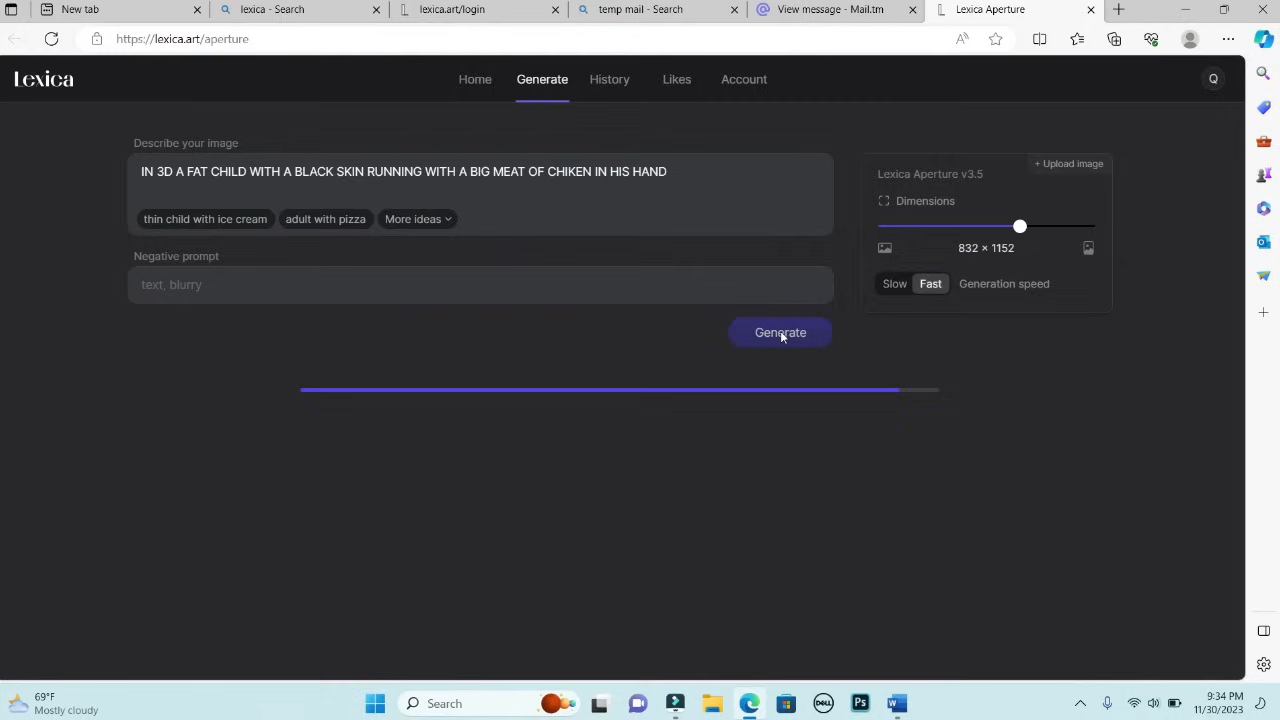 New tab
lexica - Search
lexica.art/login
temp mail - Search
View message - Mail.tm
Lexica Aperture
https://lexica.art/aperture
Lexica
Home
Generate
History
Likes
Account
Q
Describe your image
IN 3D A FAT CHILD WITH A BLACK SKIN RUNNING WITH A BIG MEAT OF CHIKEN IN HIS HAND
thin child with ice cream
adult with pizza
More ideas
Negative prompt
text, blurry
Generate
+ Upload image
Lexica Aperture v3.5
Dimensions
832 × 1152
Slow
Fast
Generation speed
69°F
Mostly cloudy
Search
DELL
Ps
W
9:34 PM
11/30/2023